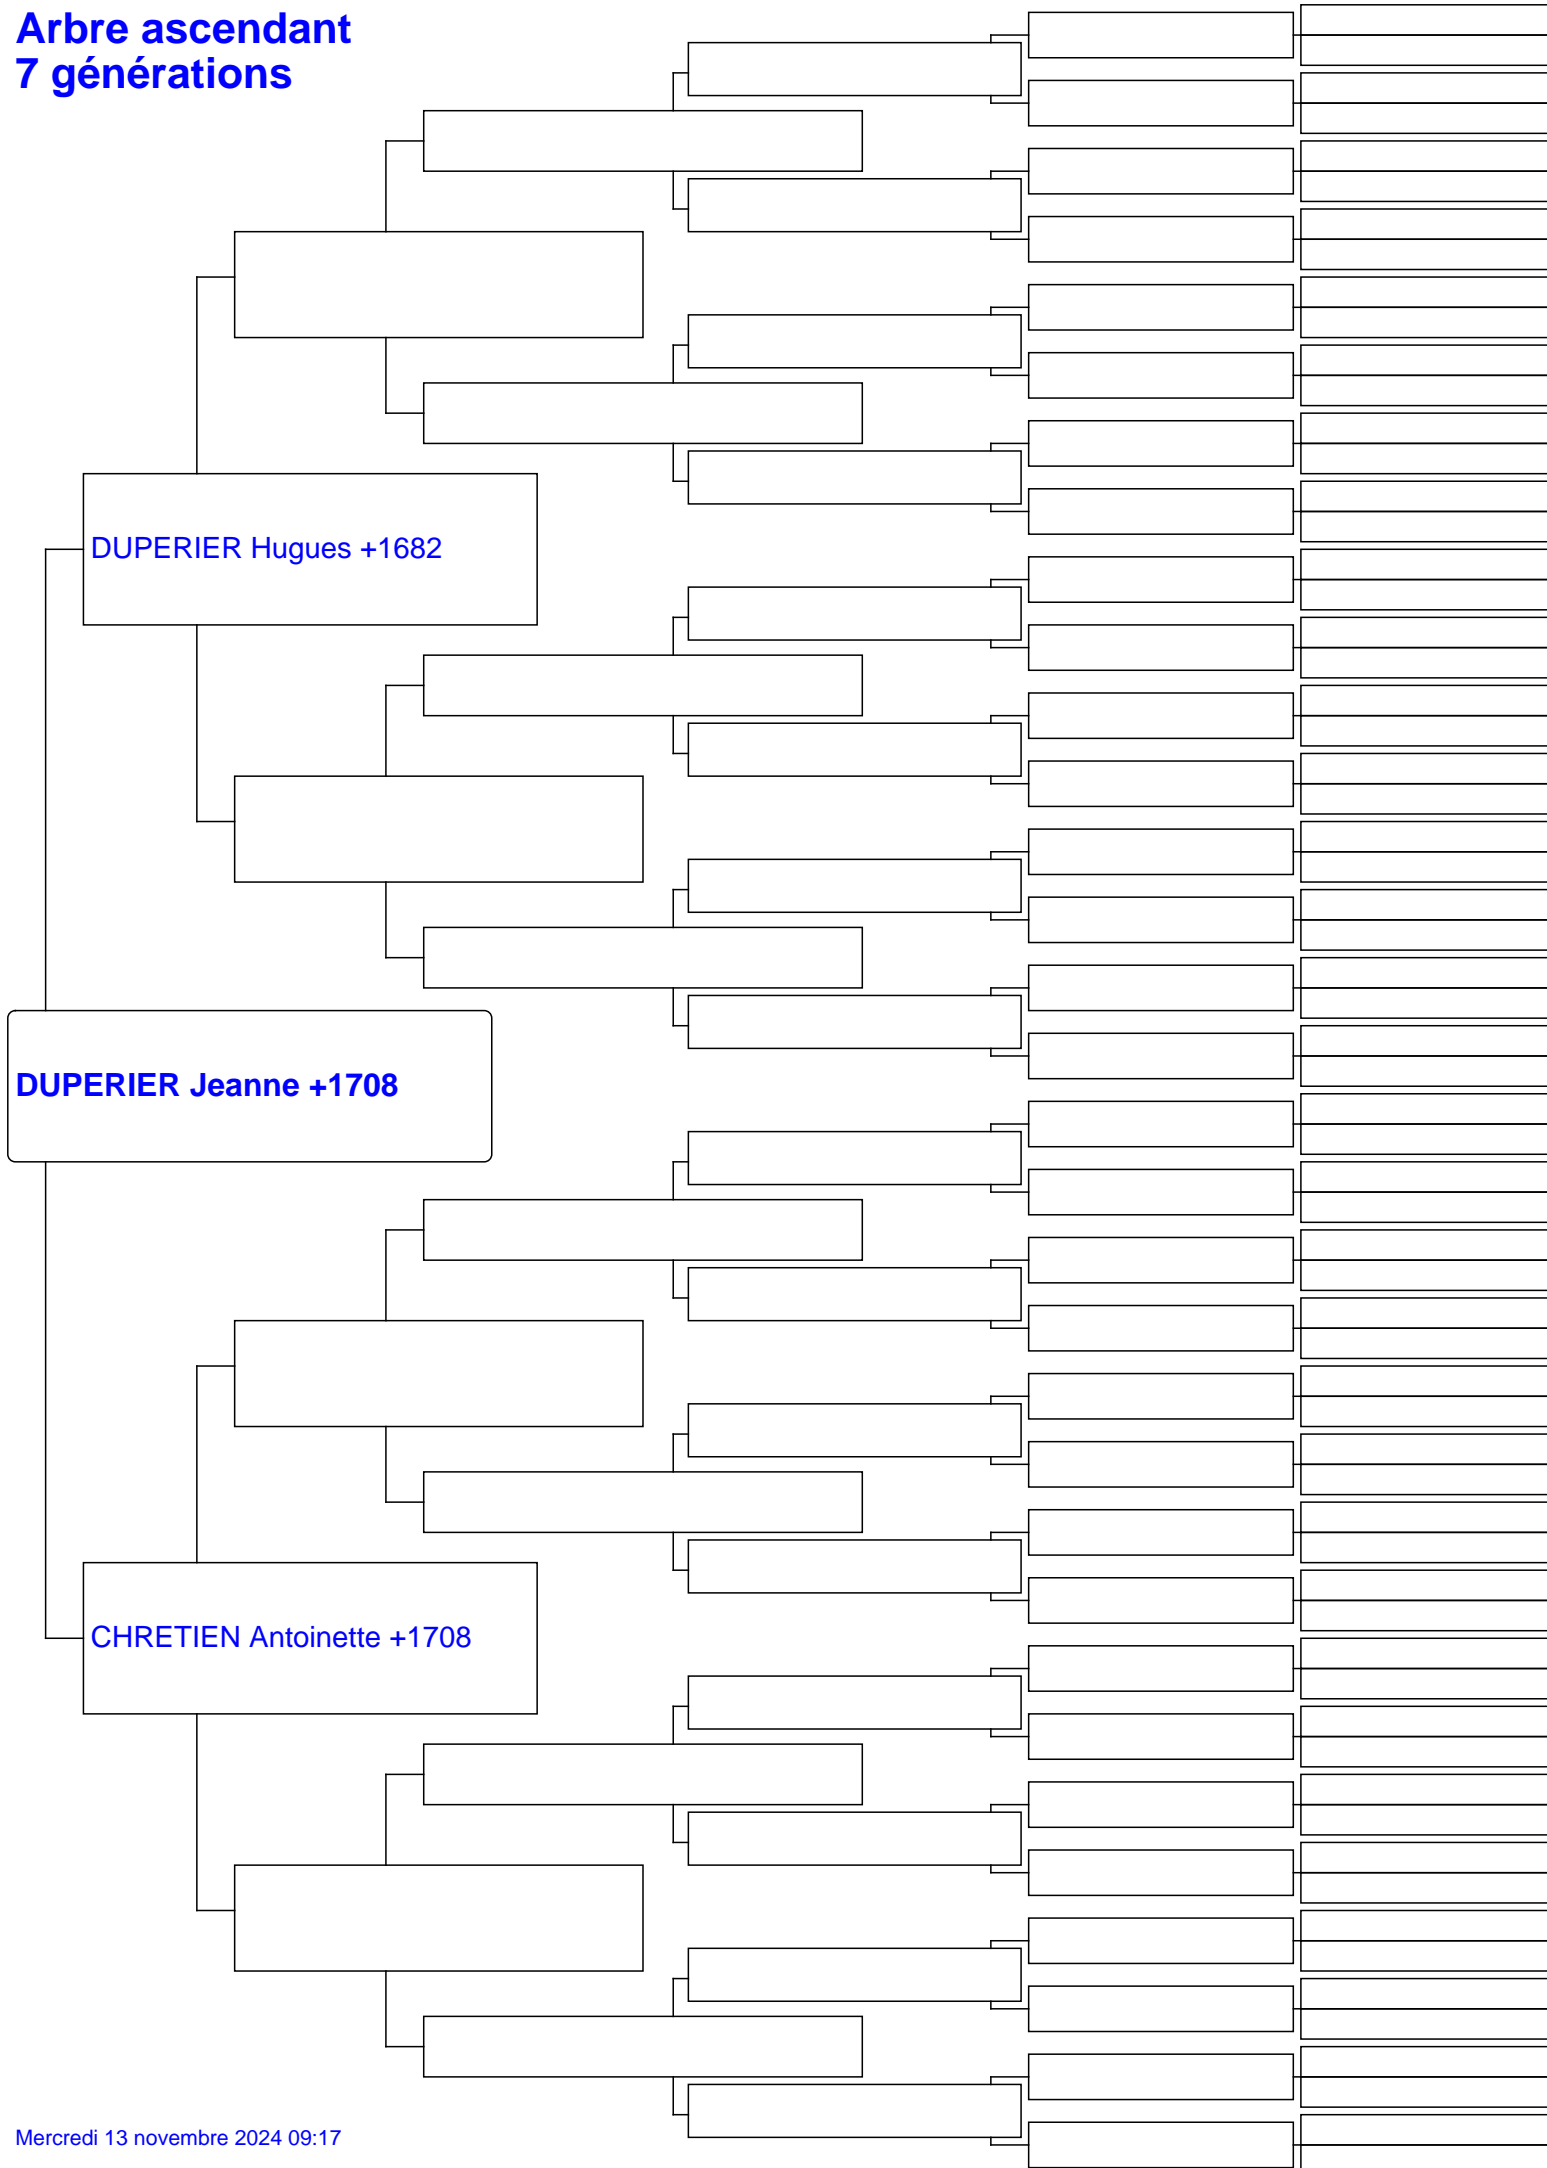 Arbre ascendant
7 générations
DUPERIER Hugues +1682
DUPERIER Jeanne +1708
CHRETIEN Antoinette +1708
Mercredi 13 novembre 2024 09:17